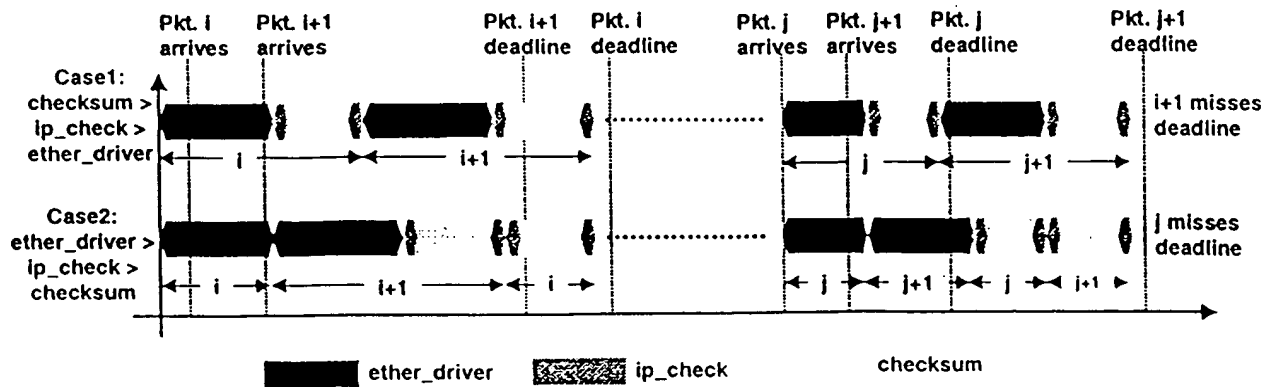 Pkt. i Pkt. i+1 Pkt. i+1 Pkt. i Pkt. j Pkt. j+1 Pkt. j Pkt. j+1
arrives arrives deadline deadline arrives arrives deadline deadline
Case1:
checksum >
ip_check >
ether_driver
i+1 misses
deadline
i i+1 j j+1
Case2:
ether_driver >
ip_check >
checksum
j misses
deadline
i i+1 i j j+1 j j+1
ether_driver ip_check checksum